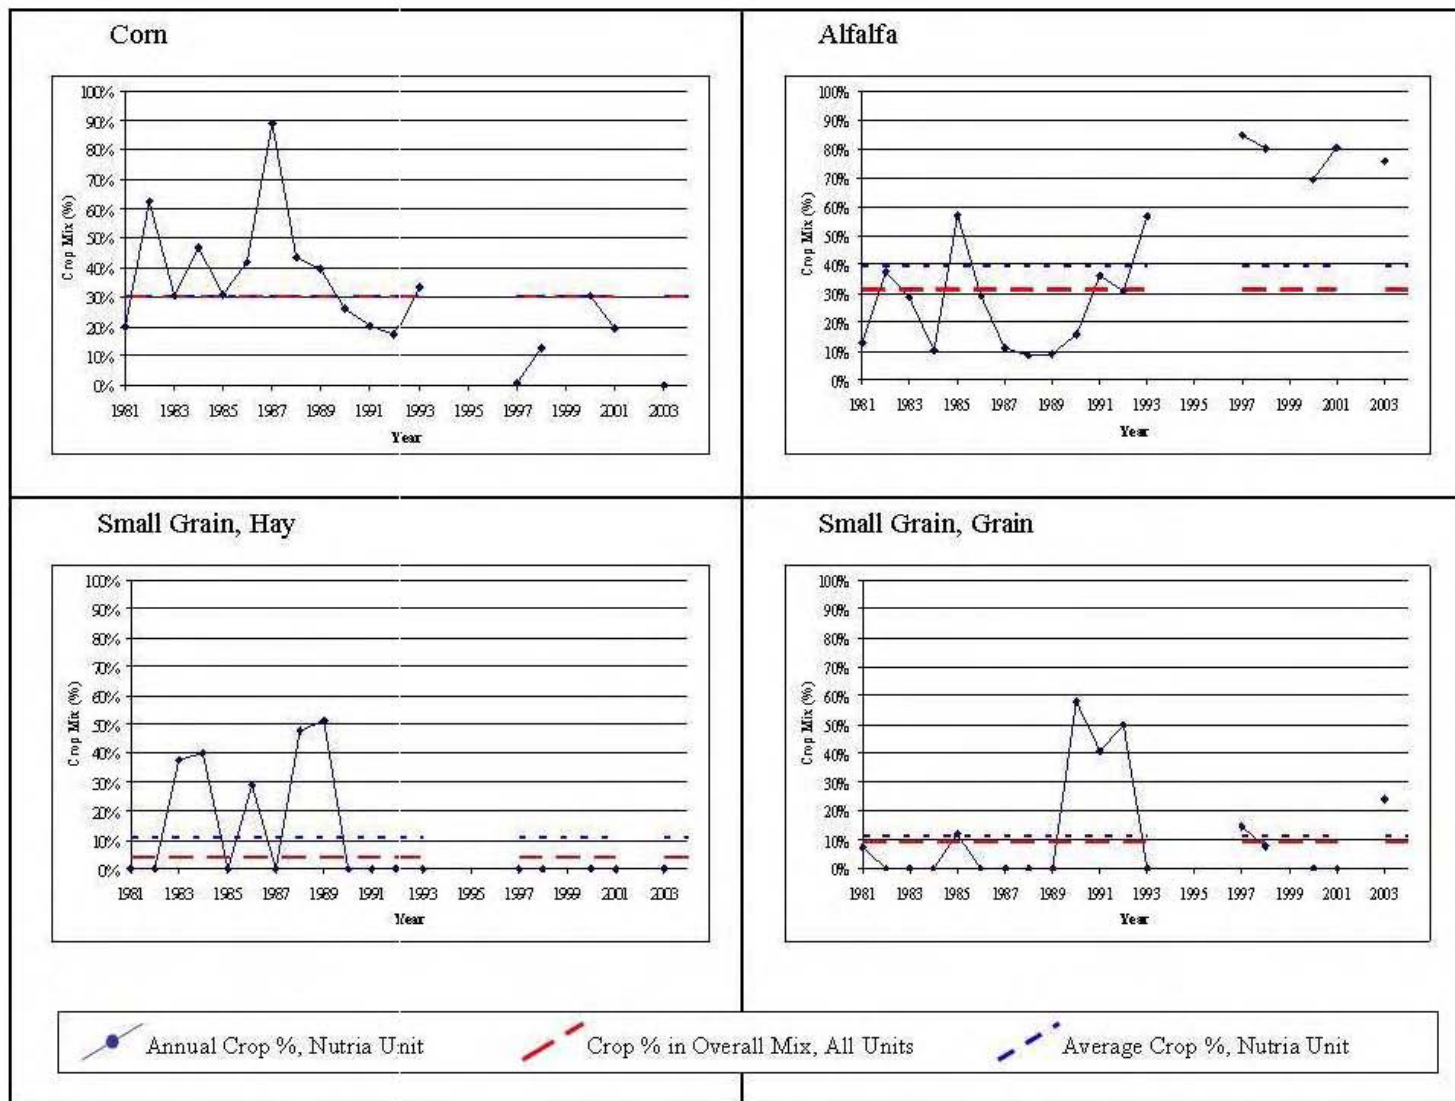 Corn
100%
90%
80%
70%
60%
50%
40%
30%
20%
10%
0%
Crop Mix (%)
1981 1983 1985 1987 1989 1991 1993 1995 1997 1999 2001 2003
Year
Alfalfa
100%
90%
80%
70%
60%
50%
40%
30%
20%
10%
0%
Crop Mix (%)
1981 1983 1985 1987 1989 1991 1993 1995 1997 1999 2001 2003
Year
Small Grain, Hay
100%
90%
80%
70%
60%
50%
40%
30%
20%
10%
0%
Crop Mix (%)
1981 1983 1985 1987 1989 1991 1993 1995 1997 1999 2001 2003
Year
Small Grain, Grain
100%
90%
80%
70%
60%
50%
40%
30%
20%
10%
0%
Crop Mix (%)
1981 1983 1985 1987 1989 1991 1993 1995 1997 1999 2001 2003
Year
Annual Crop %, Nutria Unit
Crop % in Overall Mix, All Units
Average Crop %, Nutria Unit